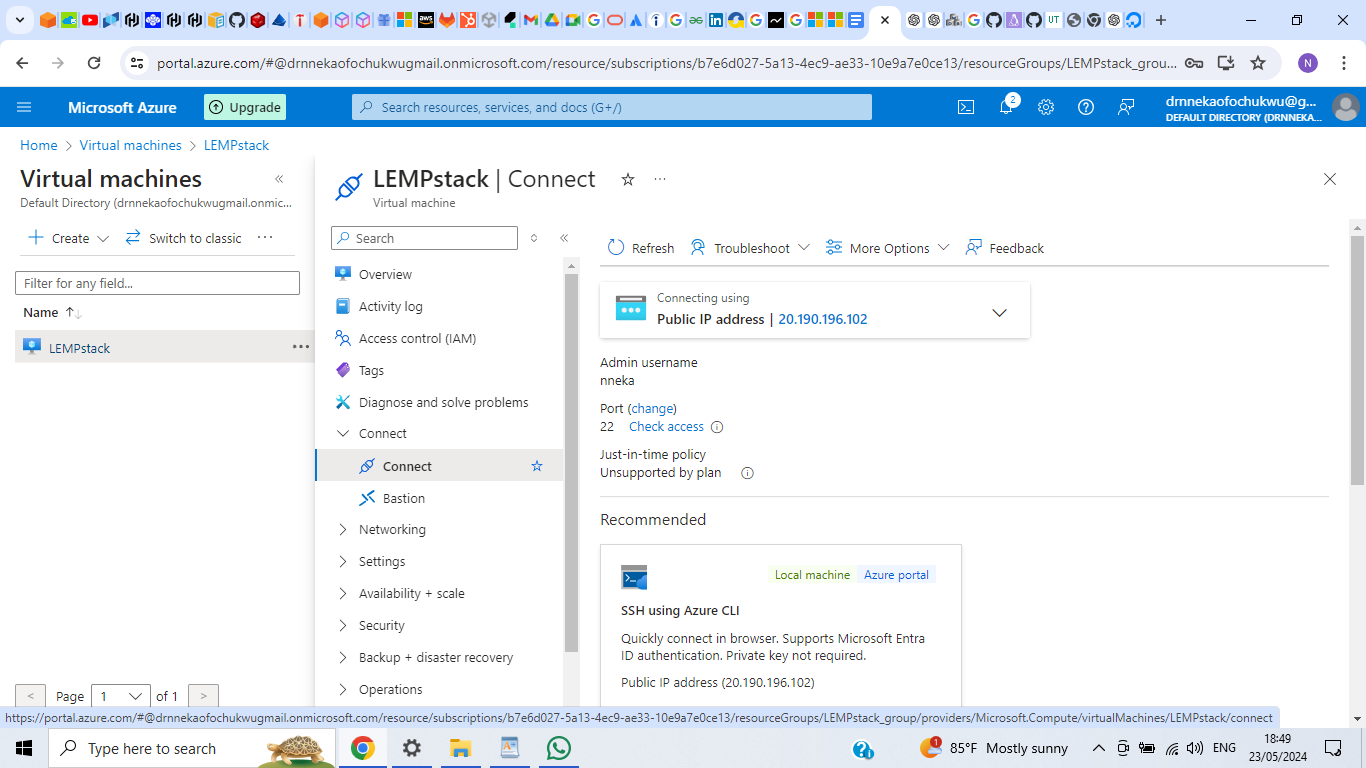 portal.azure.com/#@drnnekaofochukwugmail.onmicrosoft.com/resource/subscriptions/b7e6d027-5a13-4ec9-ae33-10e9a7e0ce13/resourceGroups/LEMPstack_grou...
N
Microsoft Azure
Upgrade
Search resources, services, and docs (G+/)
2
drnnekaofochukwu@g...
DEFAULT DIRECTORY (DRNNEKA...
Home > Virtual machines > LEMPstack
Virtual machines
Default Directory (drnnekaofochukwugmail.onmic...
Create
Switch to classic
Filter for any field...
Name
LEMPstack
< Page 1 of 1 >
LEMPstack | Connect
Virtual machine
Search
Overview
Activity log
Access control (IAM)
Tags
Diagnose and solve problems
Connect
Connect
Bastion
Networking
Settings
Availability + scale
Security
Backup + disaster recovery
Operations
Refresh
Troubleshoot
More Options
Feedback
Connecting using
Public IP address | 20.190.196.102
Admin username
nneka
Port (change)
22 Check access
Just-in-time policy
Unsupported by plan
Recommended
Local machine
Azure portal
SSH using Azure CLI
Quickly connect in browser. Supports Microsoft Entra
ID authentication. Private key not required.
Public IP address (20.190.196.102)
https://portal.azure.com/#@drnnekaofochukwugmail.onmicrosoft.com/resource/subscriptions/b7e6d027-5a13-4ec9-ae33-10e9a7e0ce13/resourceGroups/LEMPstack_group/providers/Microsoft.Compute/virtualMachines/LEMPstack/connect
Type here to search
1
85°F Mostly sunny
ENG
18:49
23/05/2024